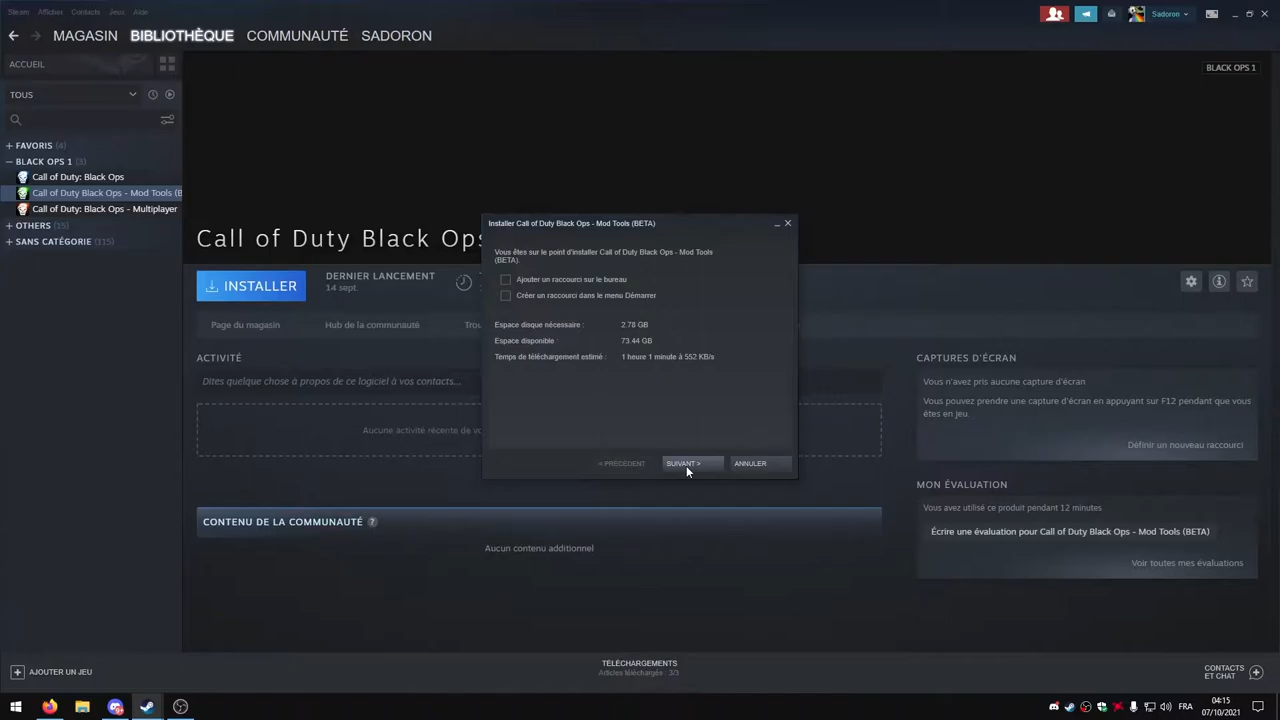 Steam Afficher Contacts Jeux Aide
Sadoron
MAGASIN BIBLIOTHÈQUE COMMUNAUTÉ SADORON
ACCUEIL
BLACK OPS 1
TOUS
+ FAVORIS (4)
— BLACK OPS 1 (3)
Call of Duty: Black Ops
Call of Duty Black Ops - Mod Tools (B
Call of Duty: Black Ops - Multiplayer
+ OTHERS (15)
+ SANS CATÉGORIE (115)
Call of Duty Black Ops
Installer Call of Duty Black Ops - Mod Tools (BETA)
Vous êtes sur le point d'installer Call of Duty Black Ops - Mod Tools
(BETA).
Ajouter un raccourci sur le bureau
Créer un raccourci dans le menu Démarrer
Espace disque nécessaire : 2.78 GB
Espace disponible : 73.44 GB
Temps de téléchargement estimé : 1 heure 1 minute à 552 KB/s
< PRÉCÉDENT SUIVANT > ANNULER
INSTALLER
DERNIER LANCEMENT
14 sept.
Page du magasin Hub de la communauté Trou
ACTIVITÉ
Dites quelque chose à propos de ce logiciel à vos contacts...
Aucune activité récente de vo
CONTENU DE LA COMMUNAUTÉ ?
Aucun contenu additionnel
CAPTURES D'ÉCRAN
Vous n'avez pris aucune capture d'écran
Vous pouvez prendre une capture d'écran en appuyant sur F12 pendant que vous
êtes en jeu.
Définir un nouveau raccourci
MON ÉVALUATION
Vous avez utilisé ce produit pendant 12 minutes
Écrire une évaluation pour Call of Duty Black Ops - Mod Tools (BETA)
Voir toutes mes évaluations
AJOUTER UN JEU
TÉLÉCHARGEMENTS
Articles téléchargés : 3/3
CONTACTS
ET CHAT
FRA
04:15
07/10/2021